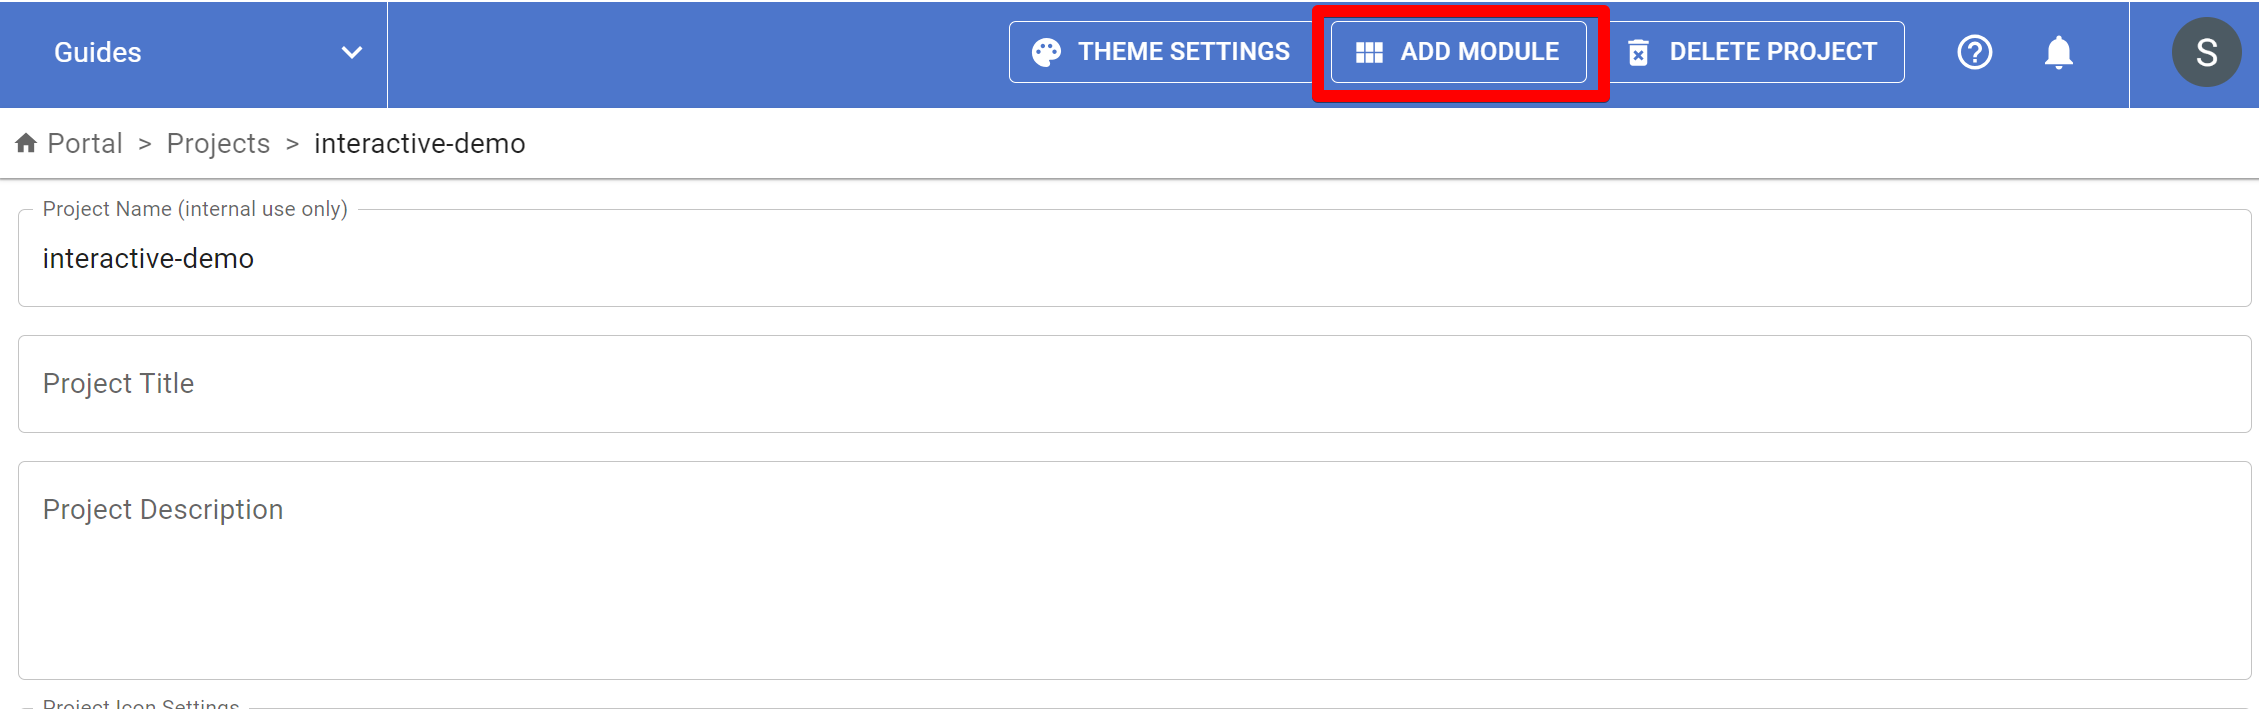 Guides
THEME SETTINGS
ADD MODULE
DELETE PROJECT
S
Portal > Projects > interactive-demo
Project Name (internal use only)
interactive-demo
Project Title
Project Description
Project Icon Settings